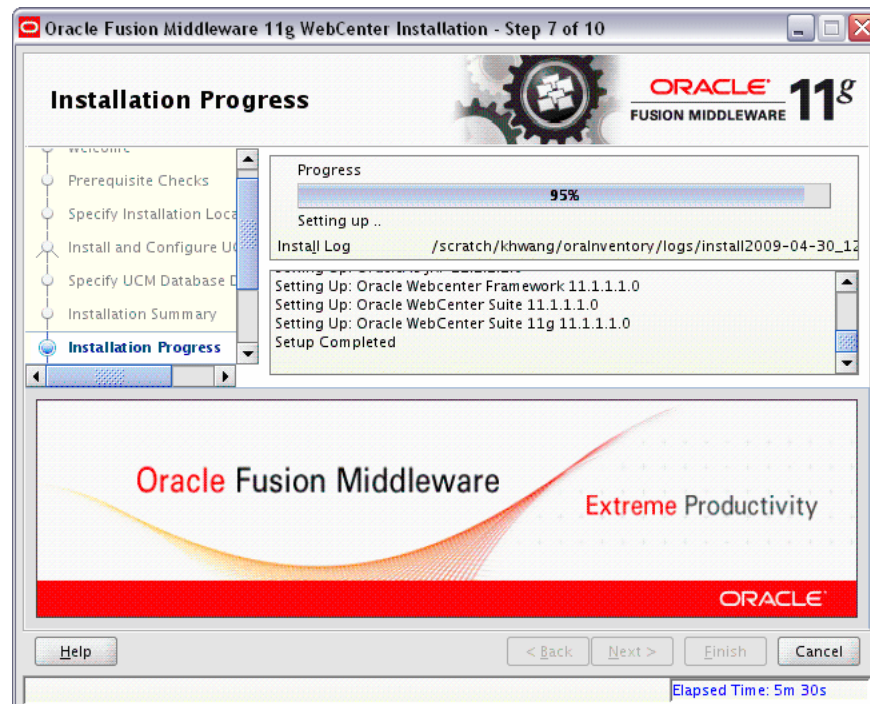 Oracle Fusion Middleware 11g WebCenter Installation - Step 7 of 10
Installation Progress
ORACLE
FUSION MIDDLEWARE 11g
Welcome
Prerequisite Checks
Specify Installation Loca
Install and Configure U
Specify UCM Database D
Installation Summary
Installation Progress
Progress
95%
Setting up ..
Install Log /scratch/khwang/oraInventory/logs/install2009-04-30_12
Setting Up: Oracle Webcenter Framework 11.1.1.1.0
Setting Up: Oracle WebCenter Suite 11.1.1.1.0
Setting Up: Oracle WebCenter Suite 11g 11.1.1.1.0
Setup Completed
Oracle Fusion Middleware
Extreme Productivity
ORACLE
Help
< Back
Next >
Finish
Cancel
Elapsed Time: 5m 30s